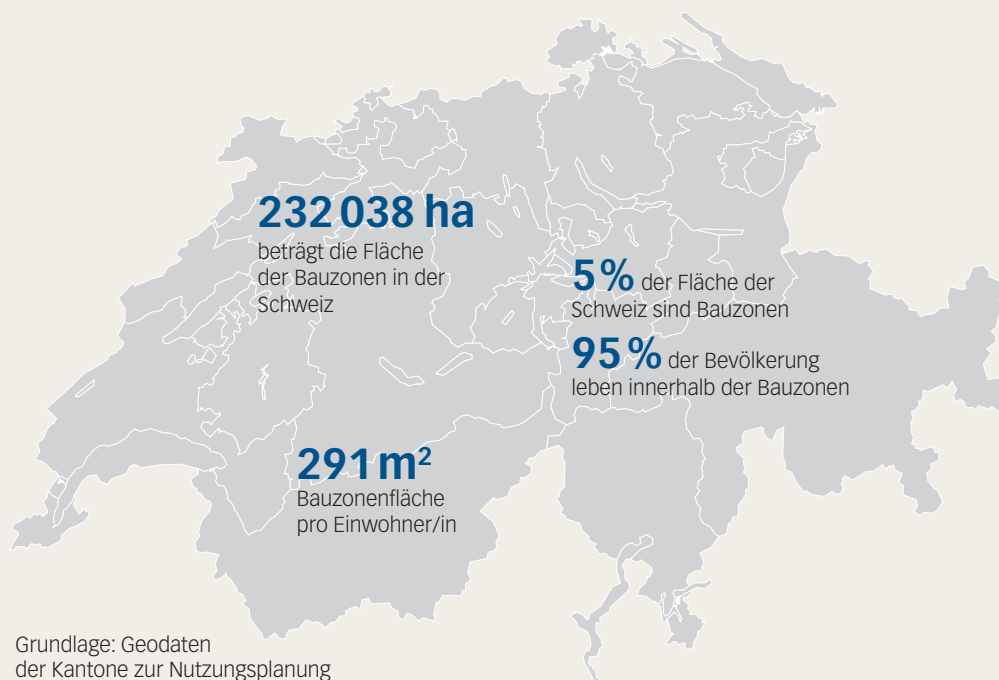 232 038 ha
beträgt die Fläche
der Bauzonen in der
Schweiz
5 % der Fläche der
Schweiz sind Bauzonen
95 % der Bevölkerung
leben innerhalb der Bauzonen
291 m²
Bauzonenfläche
pro Einwohner/in
Grundlage: Geodaten
der Kantone zur Nutzungsplanung